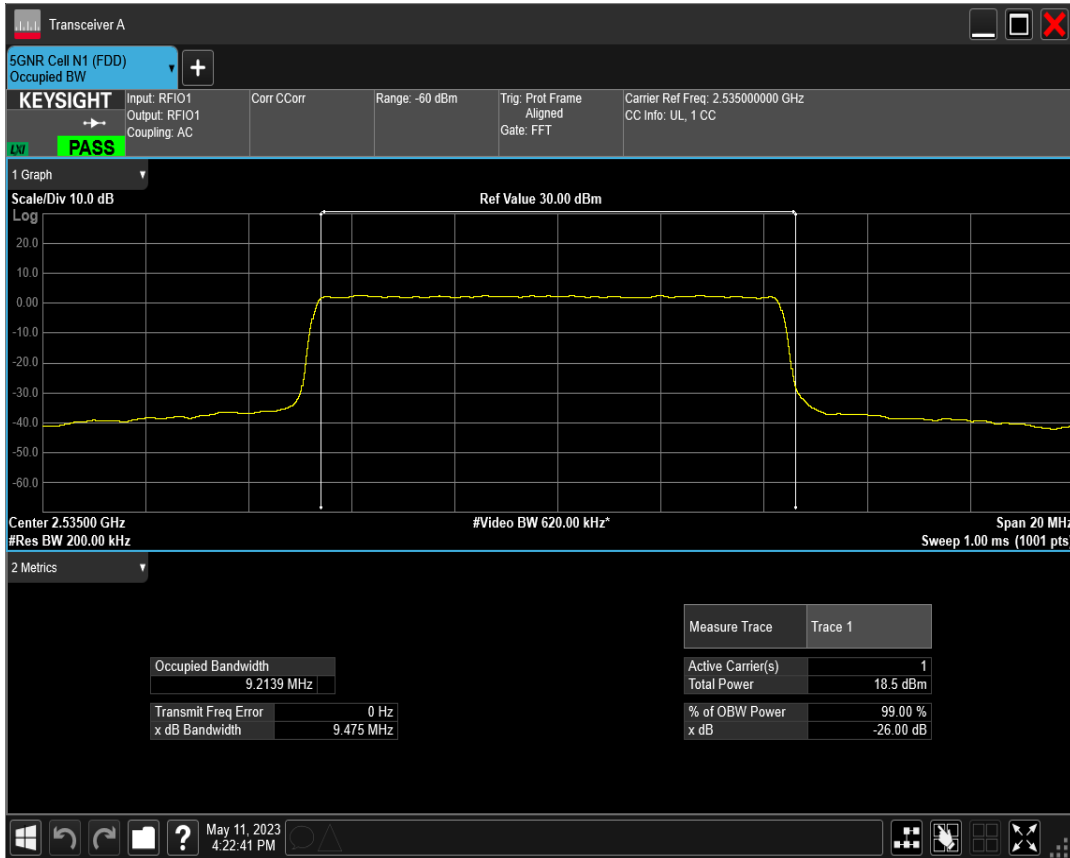 Transceiver A
5GNR Cell N1 (FDD)
Occupied BW
+
KEYSIGHT
LXI
PASS
Input: RFIO1
Output: RFIO1
Coupling: AC
Corr CCorr
Range: -60 dBm
Trig: Prot Frame
Aligned
Gate: FFT
Carrier Ref Freq: 2.535000000 GHz
CC Info: UL, 1 CC
1 Graph
Scale/Div 10.0 dB
Ref Value 30.00 dBm
Log
20.0
10.0
0.00
-10.0
-20.0
-30.0
-40.0
-50.0
-60.0
Center 2.53500 GHz
#Video BW 620.00 kHz*
Span 20 MHz
#Res BW 200.00 kHz
Sweep 1.00 ms (1001 pts)
2 Metrics
Measure Trace Trace 1
Occupied Bandwidth
9.2139 MHz
Active Carrier(s) 1
Total Power 18.5 dBm
Transmit Freq Error 0 Hz
x dB Bandwidth 9.475 MHz
% of OBW Power 99.00 %
x dB -26.00 dB
?
May 11, 2023
4:22:41 PM